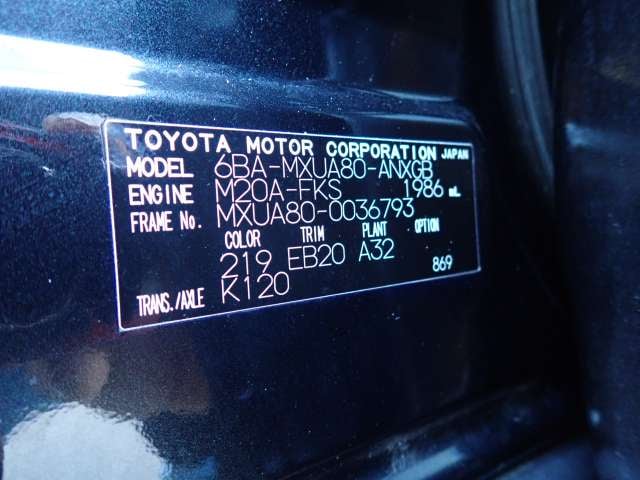 TOYOTA MOTOR CORPORATION JAPAN
MODEL 6BA-MXUA80-ANXGB
ENGINE M20A-FKS 1986 mL
FRAME No. MXUA80-0036793
COLOR TRIM PLANT OPTION
219 EB20 A32
869
TRANS./AXLE K120